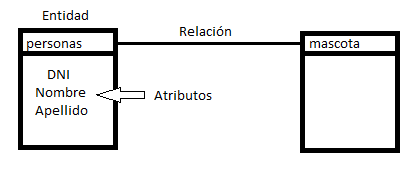 Entidad
personas
Relación
mascota
DNI
Nombre
Apellido
Atributos